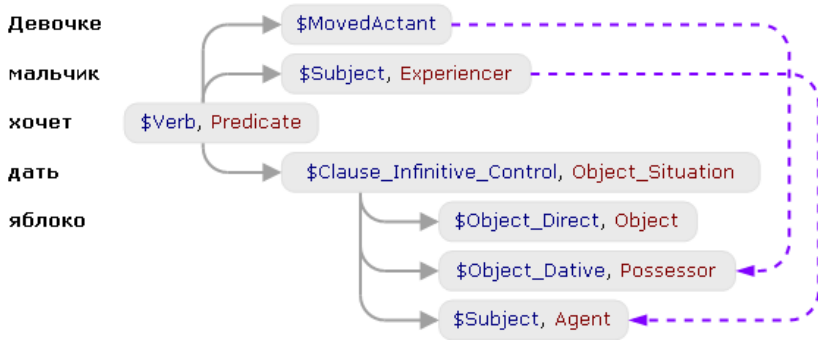 Девочке $MovedActant
мальчик $Subject, Experiencer
хочет $Verb, Predicate
дать $Clause_Infinitive_Control, Object_Situation
яблоко $Object_Direct, Object
$Object_Dative, Possessor
$Subject, Agent